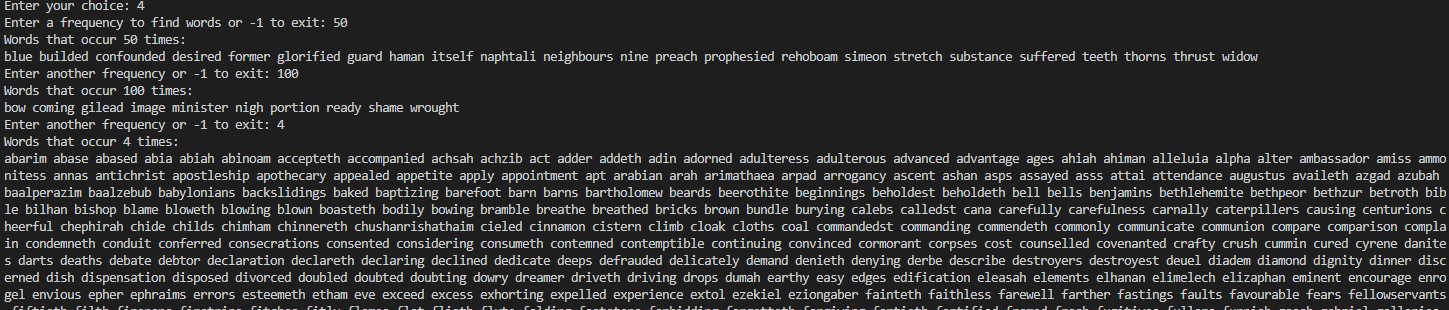 Enter your choice: 4
Enter a frequency to find words or -1 to exit: 50
Words that occur 50 times:
blue builded confounded desired former glorified guard haman itself naphtali neighbours nine preach prophesied rehoboam simeon stretch substance suffered teeth thorns thrust widow
Enter another frequency or -1 to exit: 100
Words that occur 100 times:
bow coming gilead image minister nigh portion ready shame wrought
Enter another frequency or -1 to exit: 4
Words that occur 4 times:
abarim abase abased abia abiah abinoam accepteth accompanied achsah achzib act adder addeth adin adorned adulteress adulterous advanced advantage ages ahiah ahiman alleluia alpha alter ambassador amiss ammo
nitess annas antichrist apostleship apothecary appealed appetite apply appointment apt arabian arah arimathaea arpad arrogancy ascent ashan asps assayed asss attai attendance augustus availeth azgad azubah
baalperazim baalzebub babylonians backslidings baked baptizing barefoot barn barns bartholomew beards beerothite beginnings beholdest beholdeth bell bells benjamins bethlehemite bethpeor bethzur betroth bib
le bilhan bishop blame bloweth blowing blown boasteth bodily bowing bramble breathe breathed bricks brown bundle burying calebs calledst cana carefully carefulness carnally caterpillers causing centurions c
heerful chephirah chide childs chimham chinnereth chushanrishathaim cieled cinnamon cistern climb cloak cloths coal commandedst commanding commendeth commonly communicate communion compare comparison compla
in condemneth conduit conferred consecrations consented considering consumeth contemned contemptible continuing convinced cormorant corpses cost counselled covenanted crafty crush cummin cured cyrene danite
s darts deaths debate debtor declaration declareth declaring declined dedicate deeps defrauded delicately demand denieth denying derbe describe destroyers destroyest deuel diadem diamond dignity dinner disc
erned dish dispensation disposed divorced doubled doubted doubting dowry dreamer driveth driving drops dumah earthy easy edges edification eleasah elements elhanan elimelech elizaphan eminent encourage enro
gel envious epher ephraims errors esteemeth etham eve exceed excess exhorting expelled experience extol ezekiel eziongaber fainteth faithless farewell farther fastings faults favourable fears fellowservants